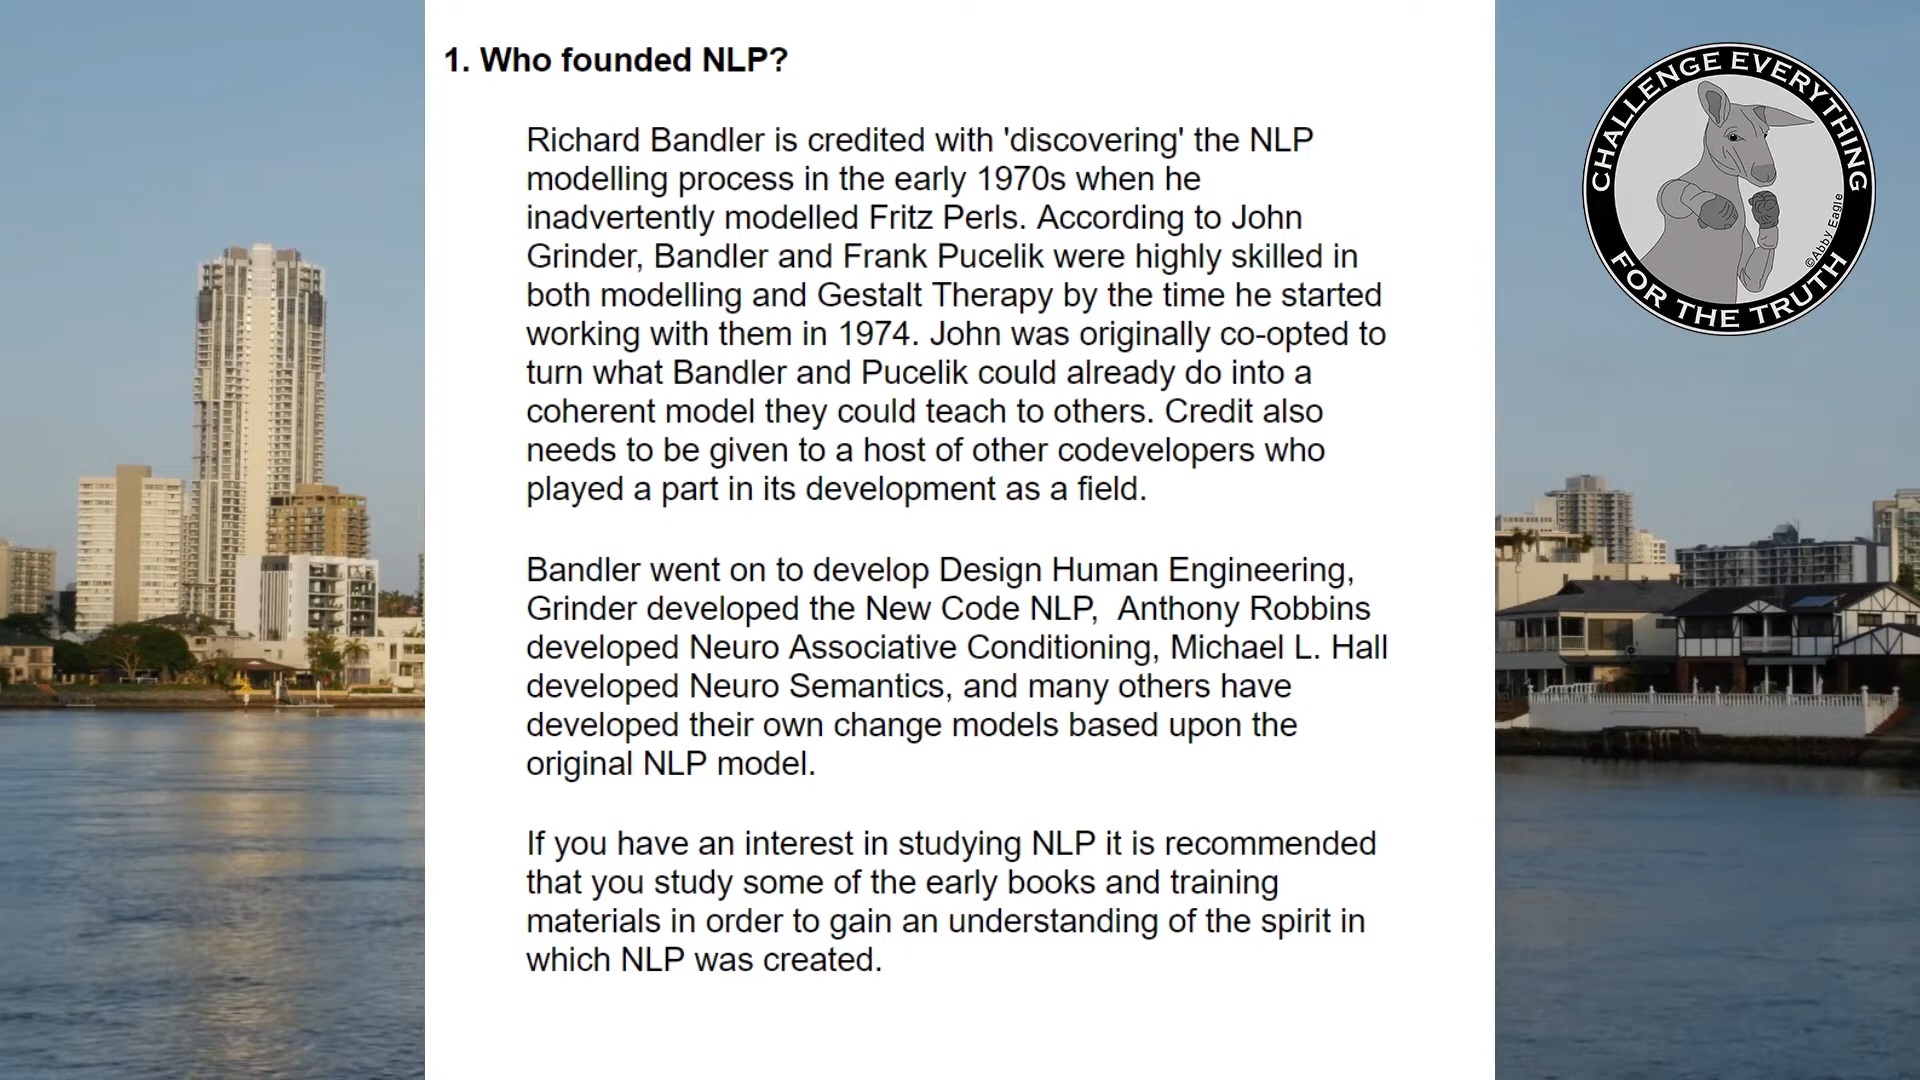 1. Who founded NLP?
Richard Bandler is credited with 'discovering' the NLP
modelling process in the early 1970s when he
inadvertently modelled Fritz Perls. According to John
Grinder, Bandler and Frank Pucelik were highly skilled in
both modelling and Gestalt Therapy by the time he started
working with them in 1974. John was originally co-opted to
turn what Bandler and Pucelik could already do into a
coherent model they could teach to others. Credit also
needs to be given to a host of other codevelopers who
played a part in its development as a field.
Bandler went on to develop Design Human Engineering,
Grinder developed the New Code NLP,  Anthony Robbins
developed Neuro Associative Conditioning, Michael L. Hall
developed Neuro Semantics, and many others have
developed their own change models based upon the
original NLP model.
If you have an interest in studying NLP it is recommended
that you study some of the early books and training
materials in order to gain an understanding of the spirit in
which NLP was created.
CHALLENGE EVERYTHING
FOR THE TRUTH
©Abby Eagle